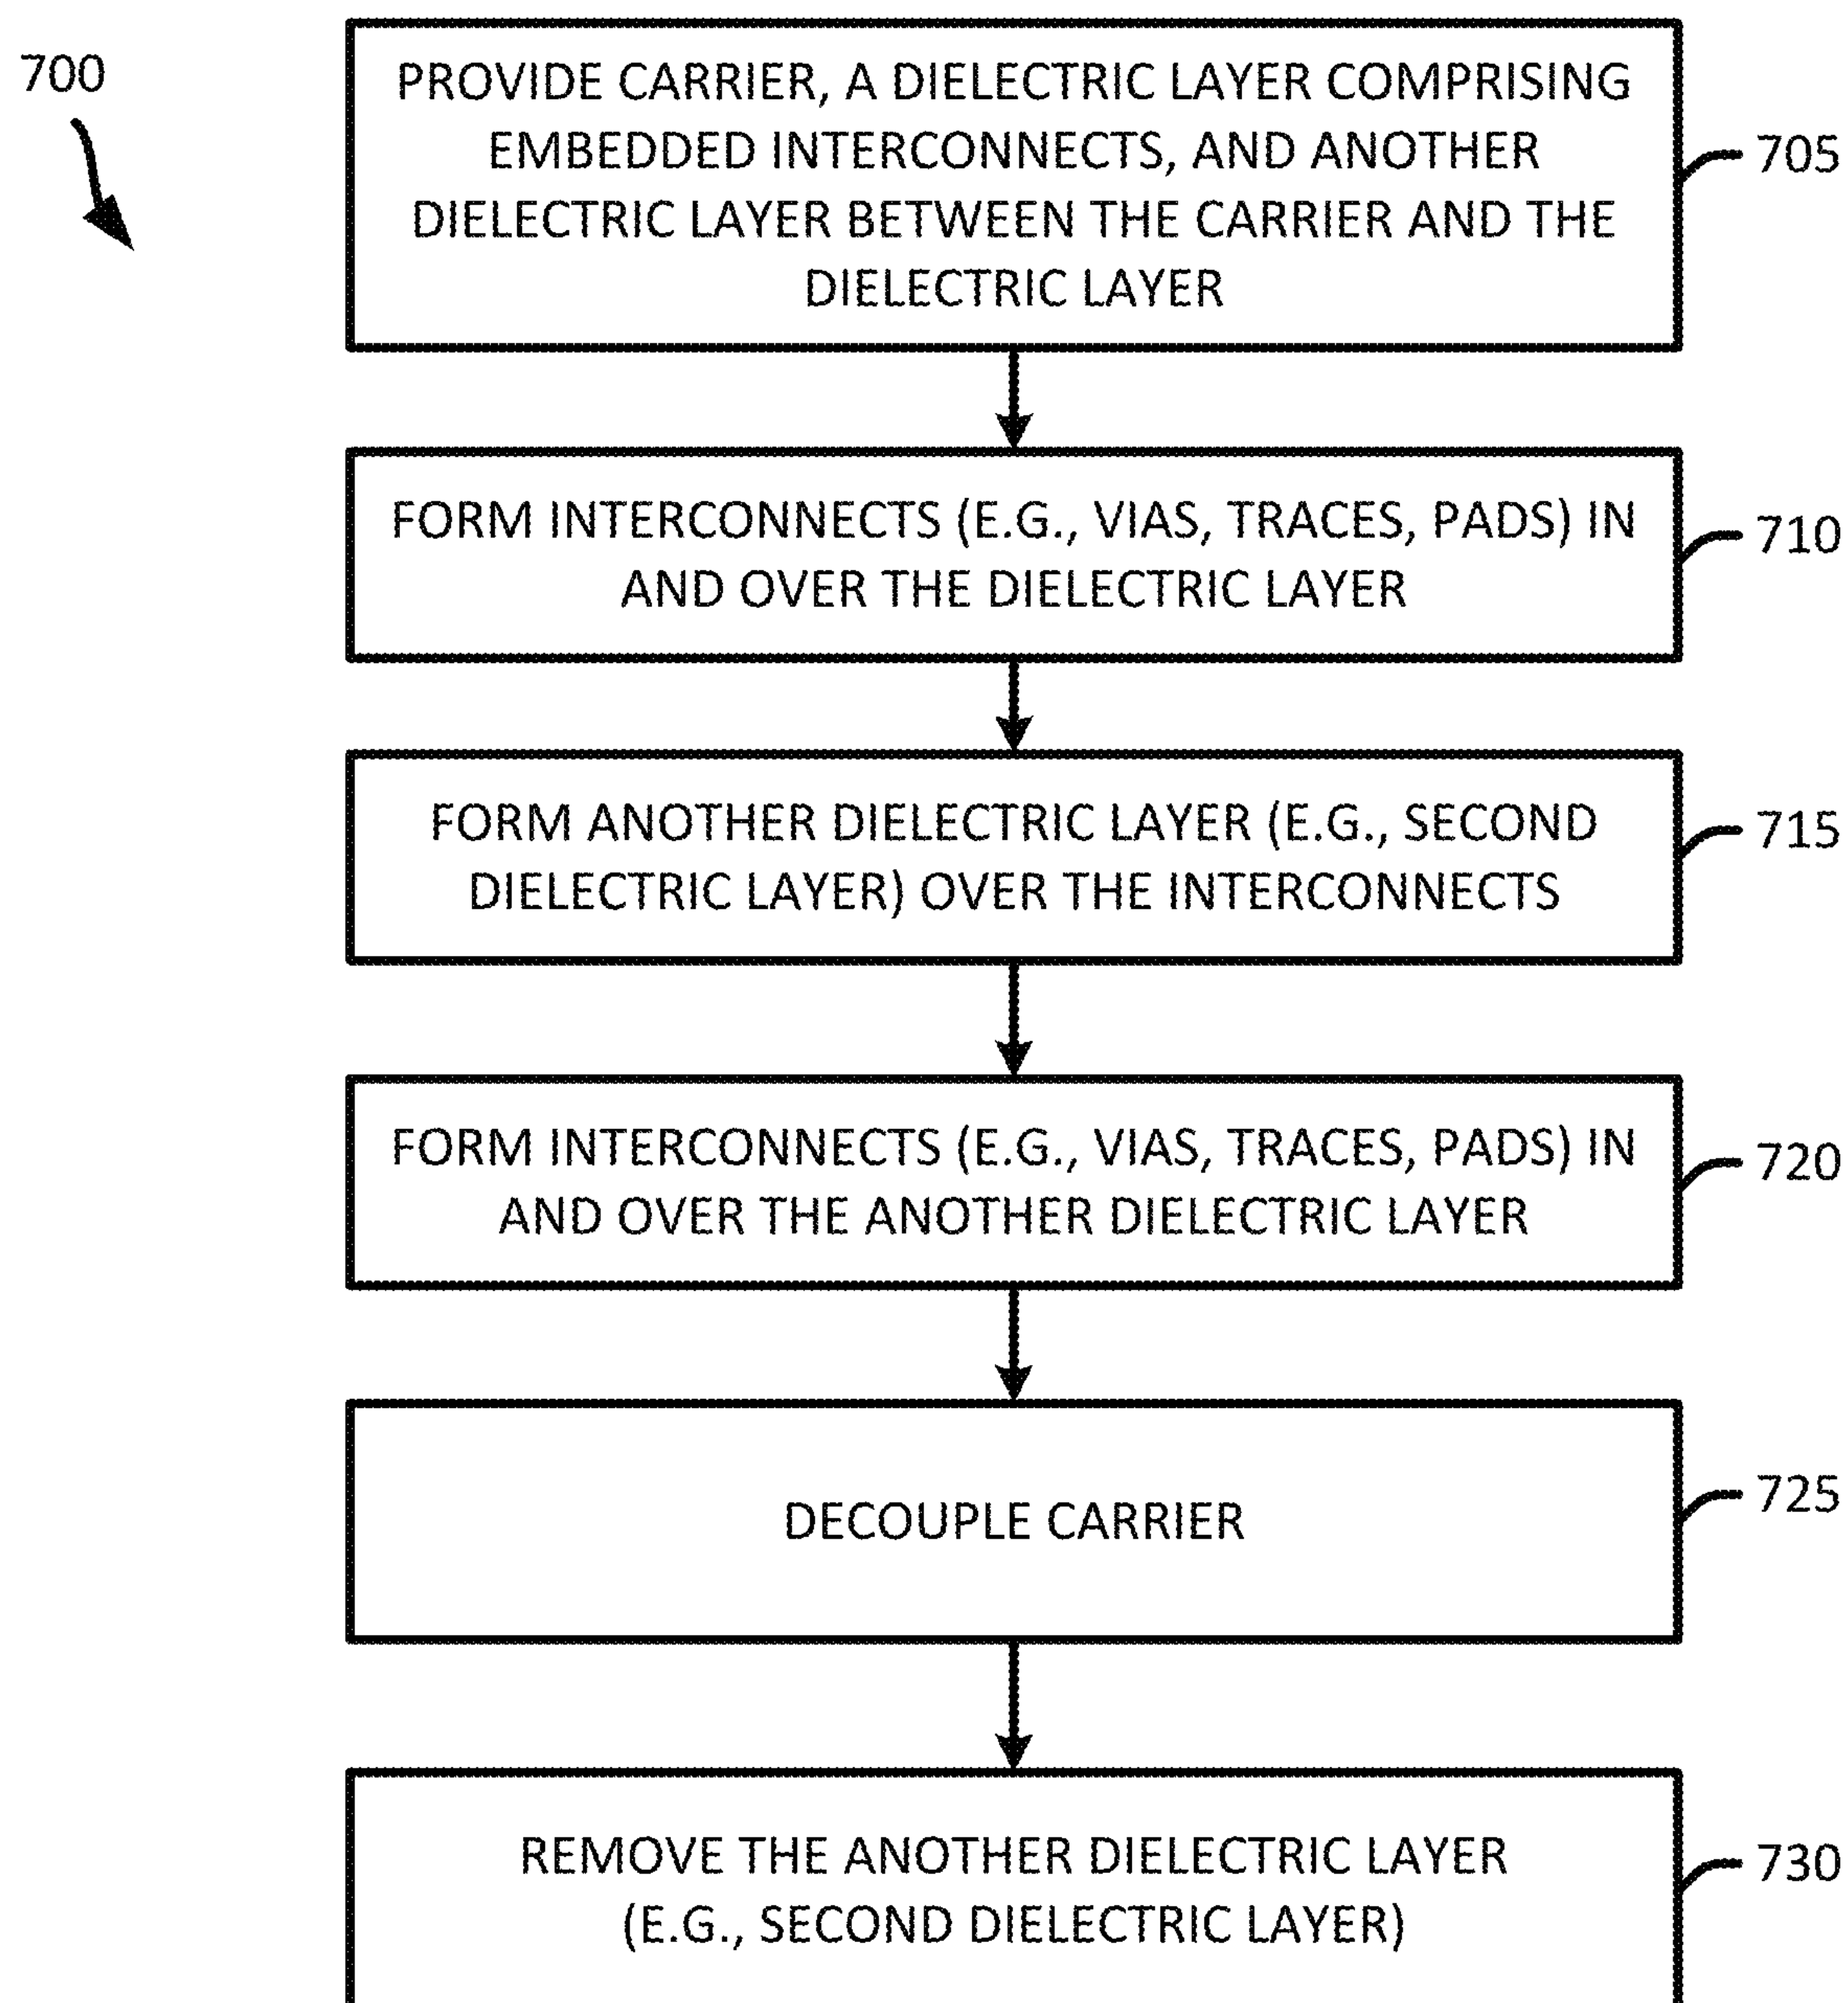 700
PROVIDE CARRIER, A DIELECTRIC LAYER COMPRISING
EMBEDDED INTERCONNECTS, AND ANOTHER
DIELECTRIC LAYER BETWEEN THE CARRIER AND THE
DIELECTRIC LAYER
705
FORM INTERCONNECTS (E.G., VIAS, TRACES, PADS) IN
AND OVER THE DIELECTRIC LAYER
710
FORM ANOTHER DIELECTRIC LAYER (E.G., SECOND
DIELECTRIC LAYER) OVER THE INTERCONNECTS
715
FORM INTERCONNECTS (E.G., VIAS, TRACES, PADS) IN
AND OVER THE ANOTHER DIELECTRIC LAYER
720
DECOUPLE CARRIER
725
REMOVE THE ANOTHER DIELECTRIC LAYER
(E.G., SECOND DIELECTRIC LAYER)
730